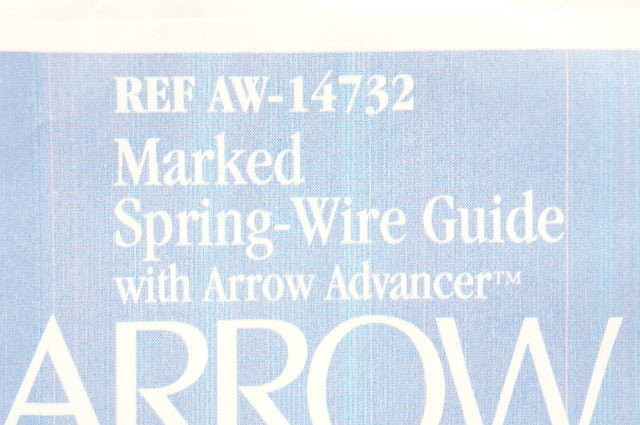 REF AW-14732
Marked
Spring-Wire Guide
with Arrow Advancer™
ARROW